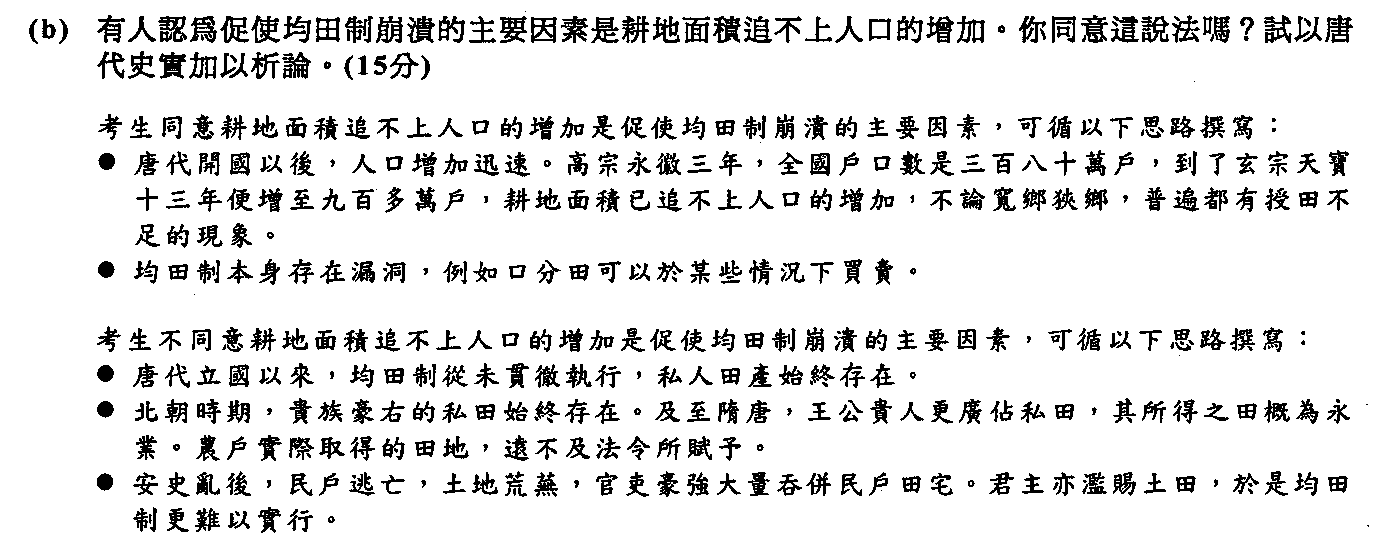 (b) 有人認爲促使均田制崩潰的主要因素是耕地面積追不上人口的增加。你同意這說法嗎？試以唐
代史實加以析論。(15分)
考生同意耕地面積追不上人口的增加是促使均田制崩潰的主要因素，可循以下思路撰寫：
● 唐代開國以後，人口增加迅速。高宗永徽三年，全國戶口數是三百八十萬戶，到了玄宗天寶
十三年便增至九百多萬戶，耕地面積已追不上人口的增加，不論寬鄉狹鄉，普遍都有授田不
足的現象。
● 均田制本身存在漏洞，例如口分田可以於某些情況下買賣。
考生不同意耕地面積追不上人口的增加是促使均田制崩潰的主要因素，可循以下思路撰寫：
● 唐代立國以來，均田制從未貫徹執行，私人田產始終存在。
● 北朝時期，貴族豪右的私田始終存在。及至隋唐，王公貴人更廣佔私田，其所得之田概為永
業。農戶實際取得的田地，遠不及法令所賦予。
● 安史亂後，民戶逃亡，土地荒蕪，官吏豪強大量吞併民戶田宅。君主亦濫賜土田，於是均田
制更難以實行。